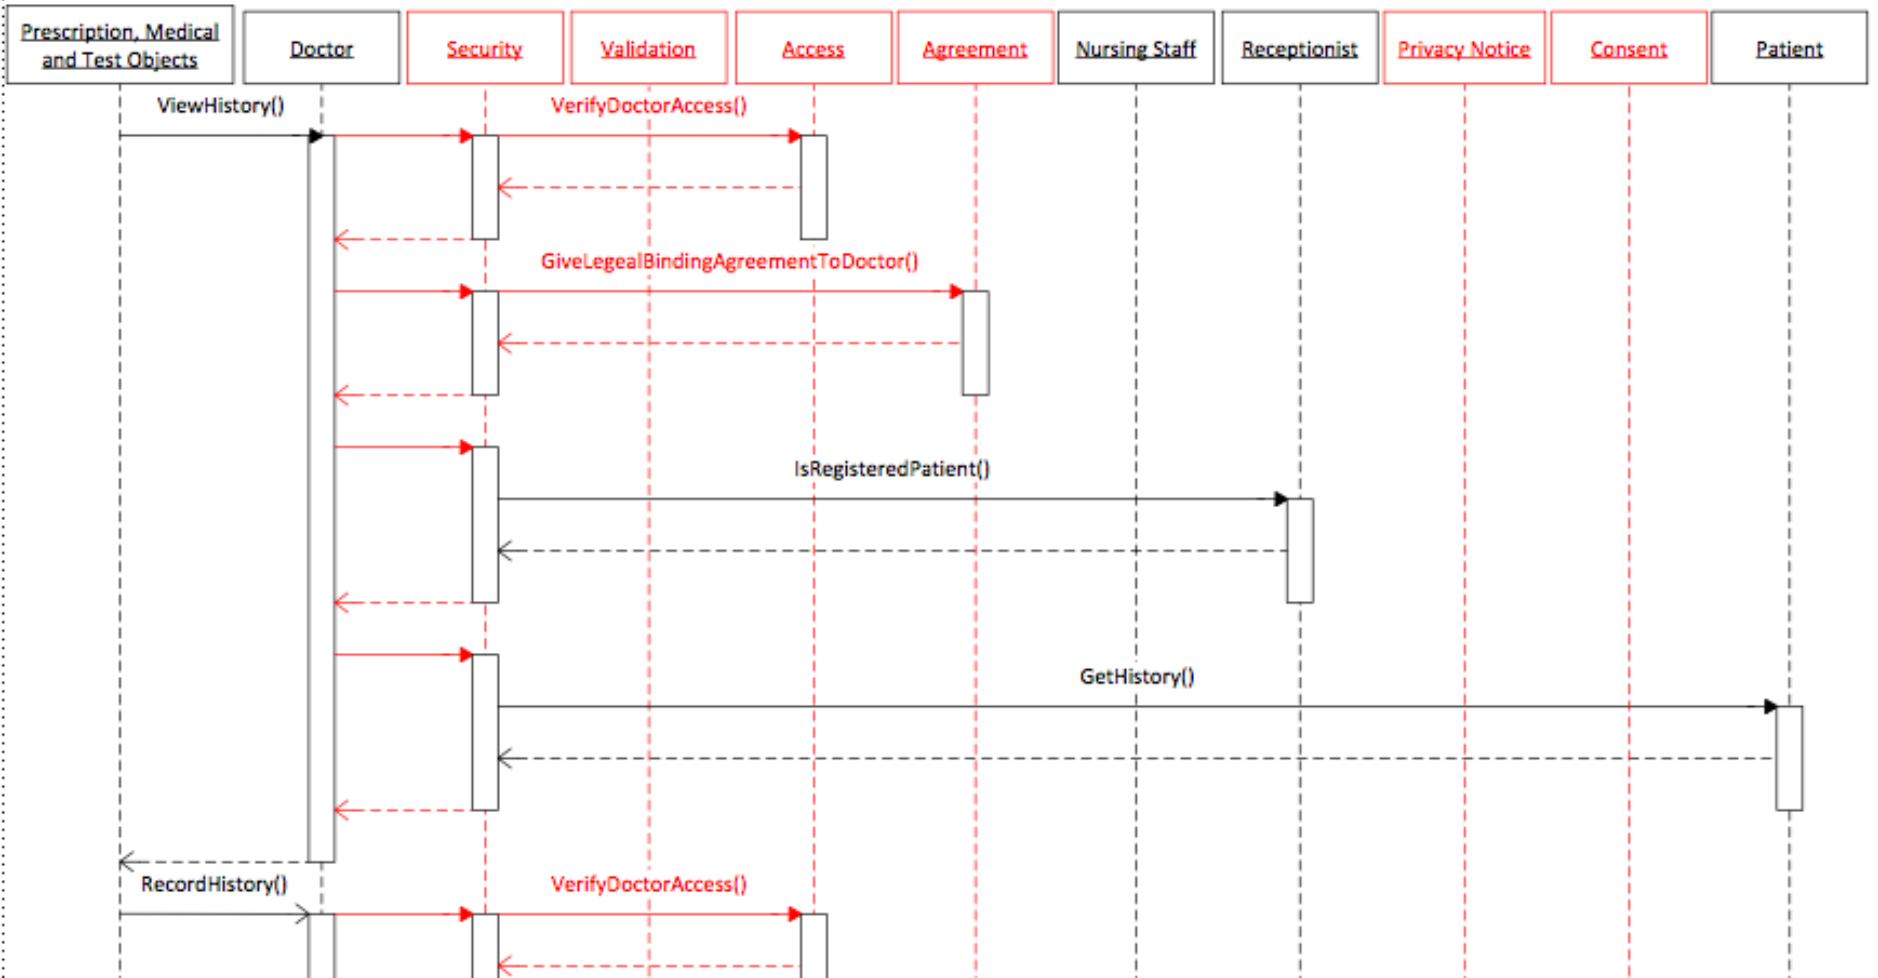 Prescription, Medical
and Test Objects
Doctor
Security
Validation
Access
Agreement
Nursing Staff
Receptionist
Privacy Notice
Consent
Patient
ViewHistory()
VerifyDoctorAccess()
GiveLegealBindingAgreementToDoctor()
IsRegisteredPatient()
GetHistory()
RecordHistory()
VerifyDoctorAccess()